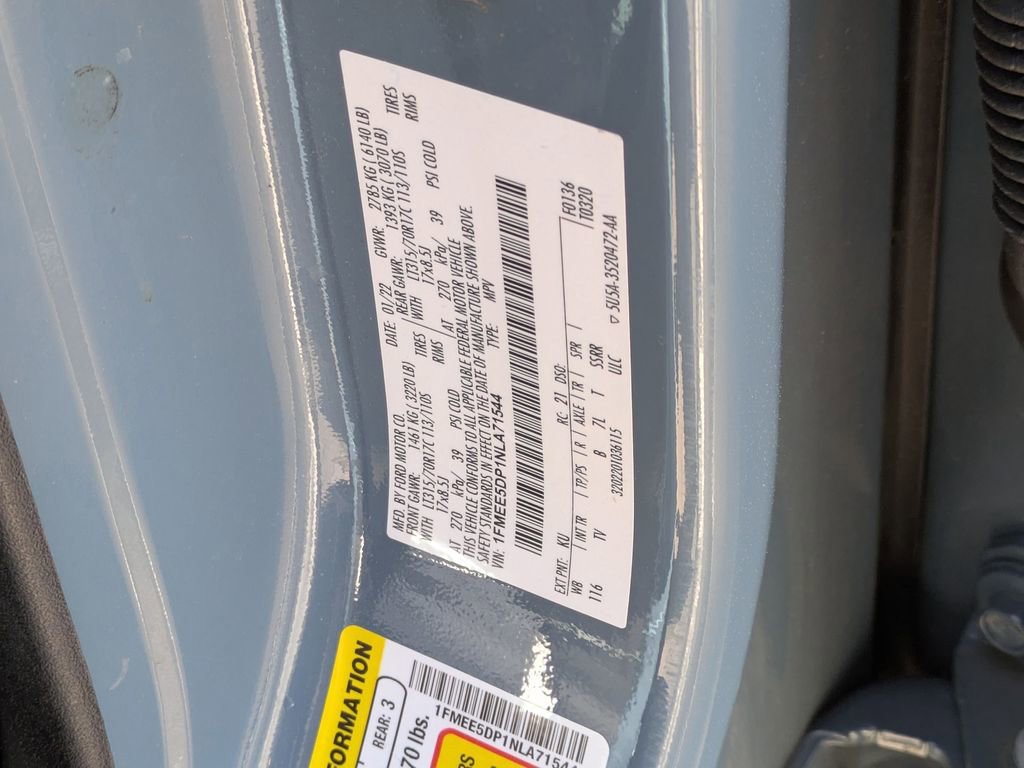 MFD. BY FORD MOTOR CO.
DATE: 01/22
GVWR: 2785 KG ( 6140 LB)
FRONT GAWR: 1461 KG ( 3220 LB)
REAR GAWR: 1393 KG ( 3070 LB)
WITH LT315/70R17C 113/110S TIRES
WITH LT315/70R17C 113/110S TIRES
17x8.5J RIMS
17x8.5J RIMS
AT 270 kPa/ 39 PSI COLD
AT 270 kPa/ 39 PSI COLD
THIS VEHICLE CONFORMS TO ALL APPLICABLE FEDERAL MOTOR VEHICLE
SAFETY STANDARDS IN EFFECT ON THE DATE OF MANUFACTURE SHOWN ABOVE.
VIN: 1FMEE5DP1NLA71544
TYPE: MPV
F0136
T0320
EXT PNT: KU RC: 21 DSO:
WB INT TR TP/PS R AXLE TR SPR
116 TV B 7L T SSRR
3202201036115 ULC
5U5A-3520472-AA
FORMATION
REAR: 3
70 lbs.
1FMEE5DP1NLA71544